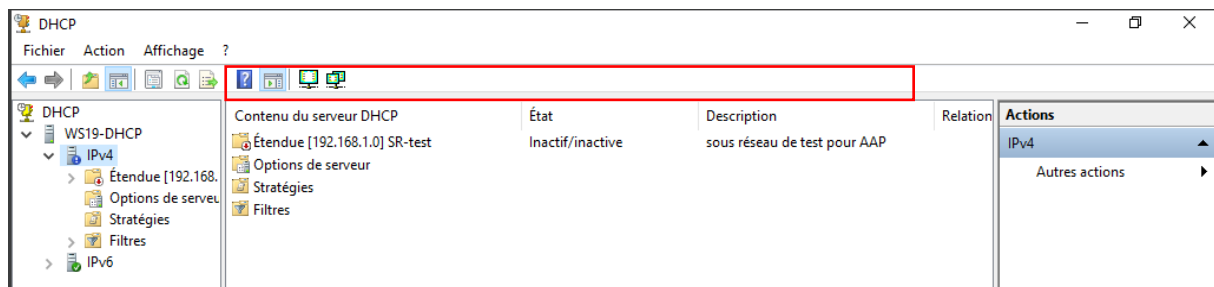 DHCP
Fichier Action Affichage ?
DHCP
WS19-DHCP
IPv4
Étendue [192.168.
Options de serveu
Stratégies
Filtres
IPv6
Contenu du serveur DHCP État Description Relation
Étendue [192.168.1.0] SR-test Inactif/inactive sous réseau de test pour AAP
Options de serveur
Stratégies
Filtres
Actions
IPv4
Autres actions